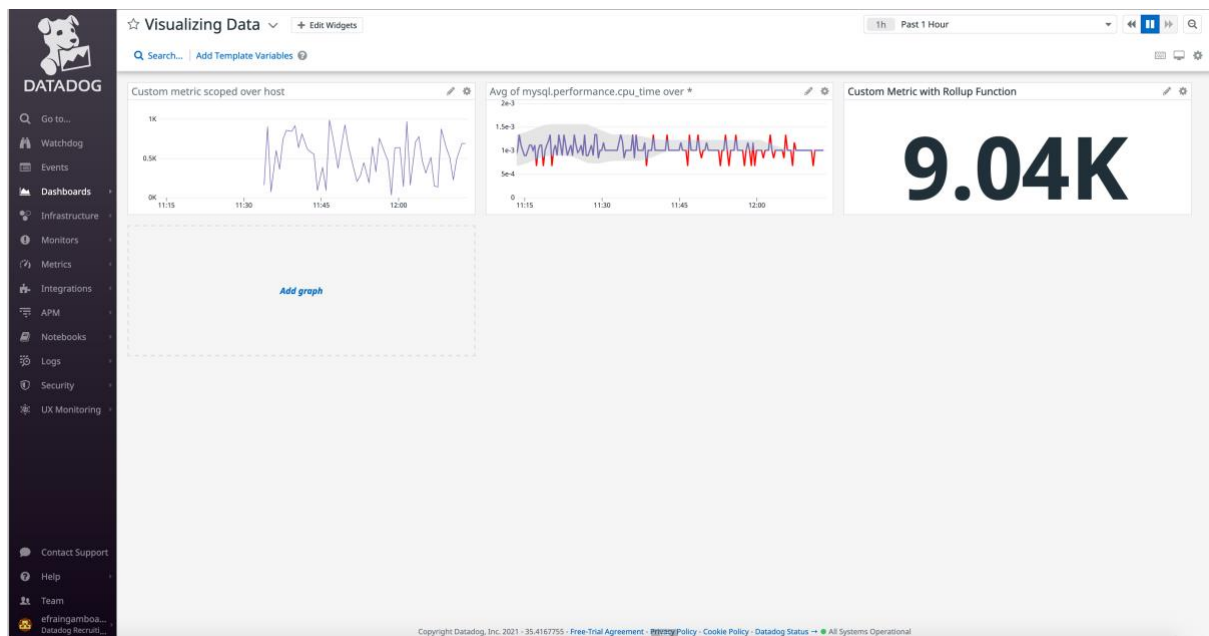 DATADOG
Go to...
Watchdog
Events
Dashboards
Infrastructure
Monitors
Metrics
Integrations
APM
Notebooks
Logs
Security
UX Monitoring
Contact Support
Help
Team
efraingamboa...
Datadog Recruiti...
Visualizing Data + Edit Widgets
1h Past 1 Hour
Search... Add Template Variables
Custom metric scoped over host
1K
0.5K
0K
11:15 11:30 11:45 12:00
Avg of mysql.performance.cpu_time over *
2e-3
1.5e-3
1e-3
5e-4
0
11:15 11:30 11:45 12:00
Custom Metric with Rollup Function
9.04K
Add graph
Copyright Datadog, Inc. 2021 - 35.4167755 - Free-Trial Agreement - Privacy Policy - Cookie Policy - Datadog Status → All Systems Operational